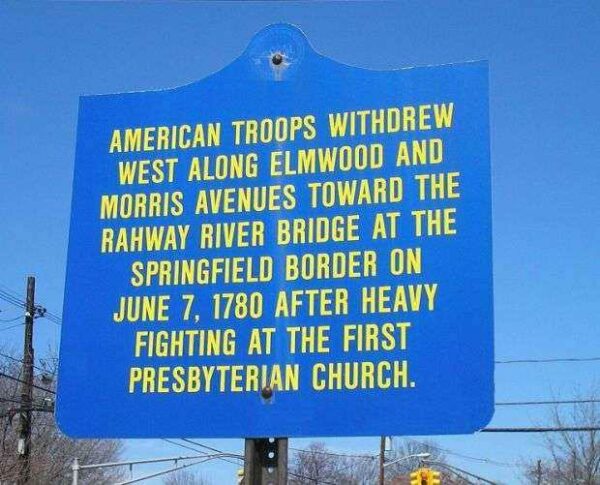 AMERICAN TROOPS WITHDREW
WEST ALONG ELMWOOD AND
MORRIS AVENUES TOWARD THE
RAHWAY RIVER BRIDGE AT THE
SPRINGFIELD BORDER ON
JUNE 7, 1780 AFTER HEAVY
FIGHTING AT THE FIRST
PRESBYTERIAN CHURCH.